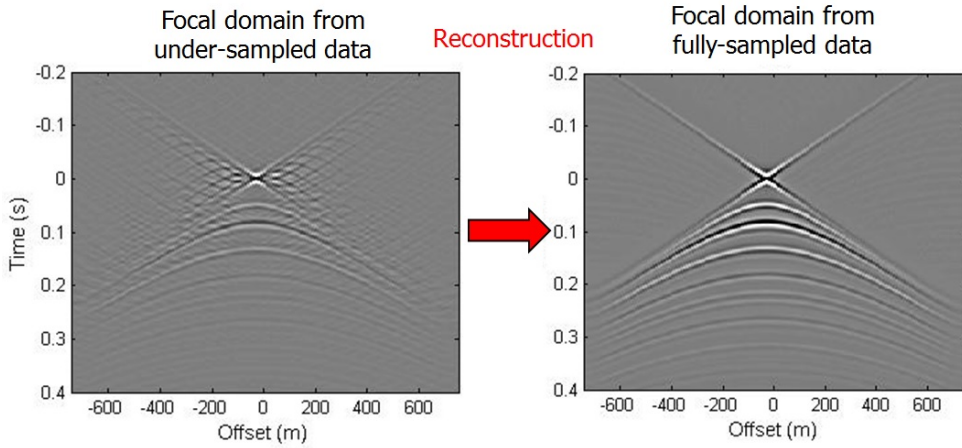 Focal domain from
under-sampled data
Reconstruction
Focal domain from
fully-sampled data
-0.2
-0.1
0
0.1
0.2
0.3
0.4
Time (s)
-600 -400 -200 0 200 400 600
Offset (m)
-0.2
-0.1
0
0.1
0.2
0.3
0.4
-600 -400 -200 0 200 400 600
Offset (m)